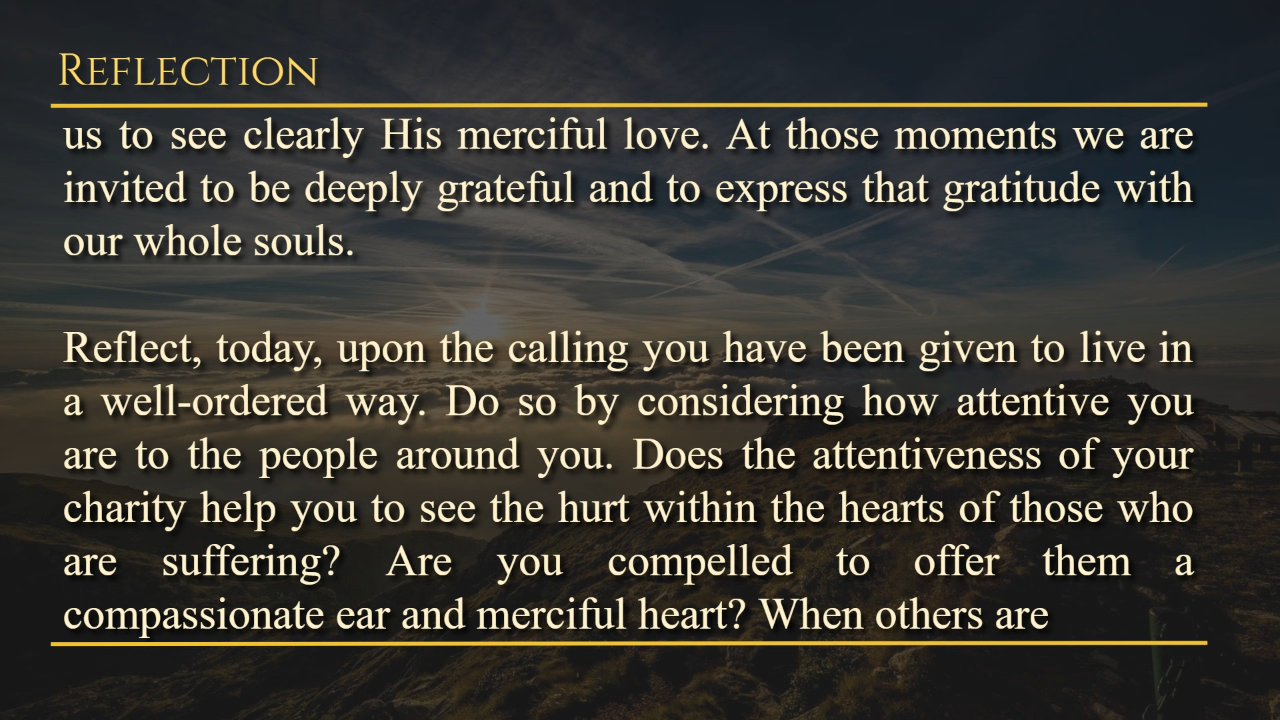 Reflection
us to see clearly His merciful love. At those moments we are
invited to be deeply grateful and to express that gratitude with
our whole souls.
Reflect, today, upon the calling you have been given to live in
a well-ordered way. Do so by considering how attentive you
are to the people around you. Does the attentiveness of your
charity help you to see the hurt within the hearts of those who
are suffering? Are you compelled to offer them a
compassionate ear and merciful heart? When others are